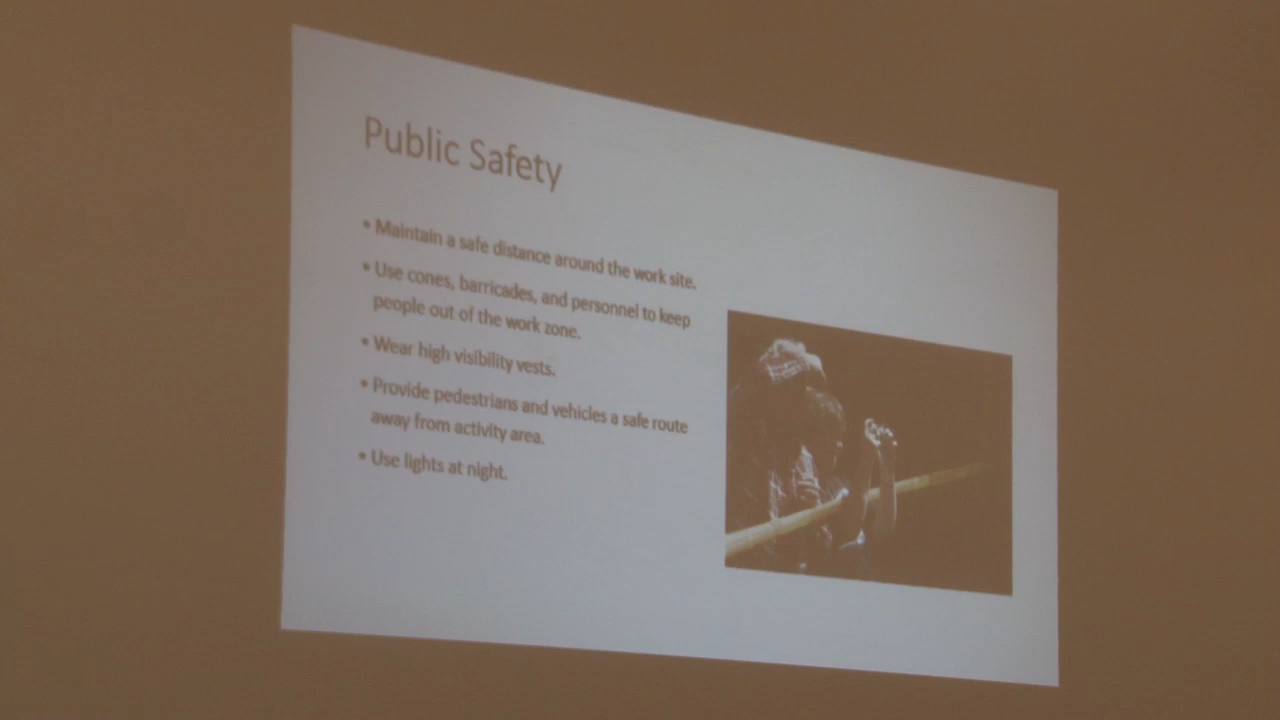 Public Safety
• Maintain a safe distance around the work site.
• Use cones, barricades, and personnel to keep
people out of the work zone.
• Wear high visibility vests.
• Provide pedestrians and vehicles a safe route
away from activity area.
• Use lights at night.